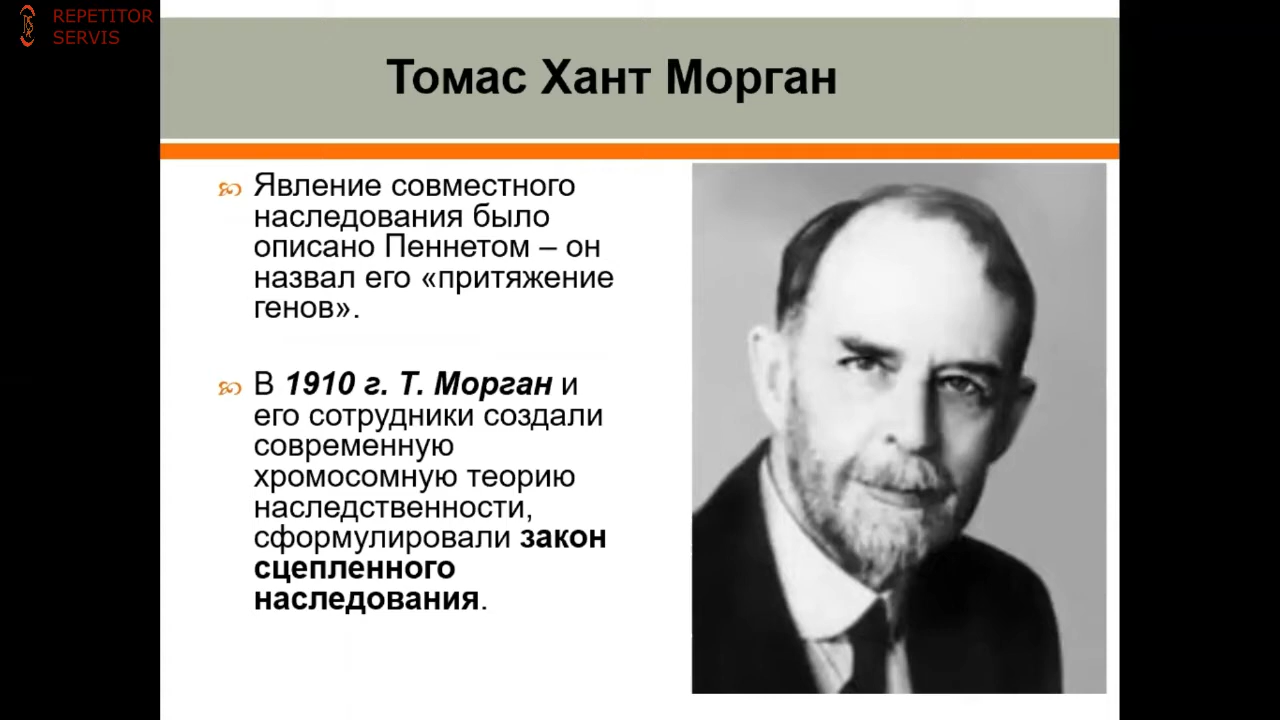 REPETITOR
SERVIS
Томас Хант Морган
Явление совместного
наследования было
описано Пеннетом – он
назвал его «притяжение
генов».
В 1910 г. Т. Морган и
его сотрудники создали
современную
хромосомную теорию
наследственности,
сформулировали закон
сцепленного
наследования.